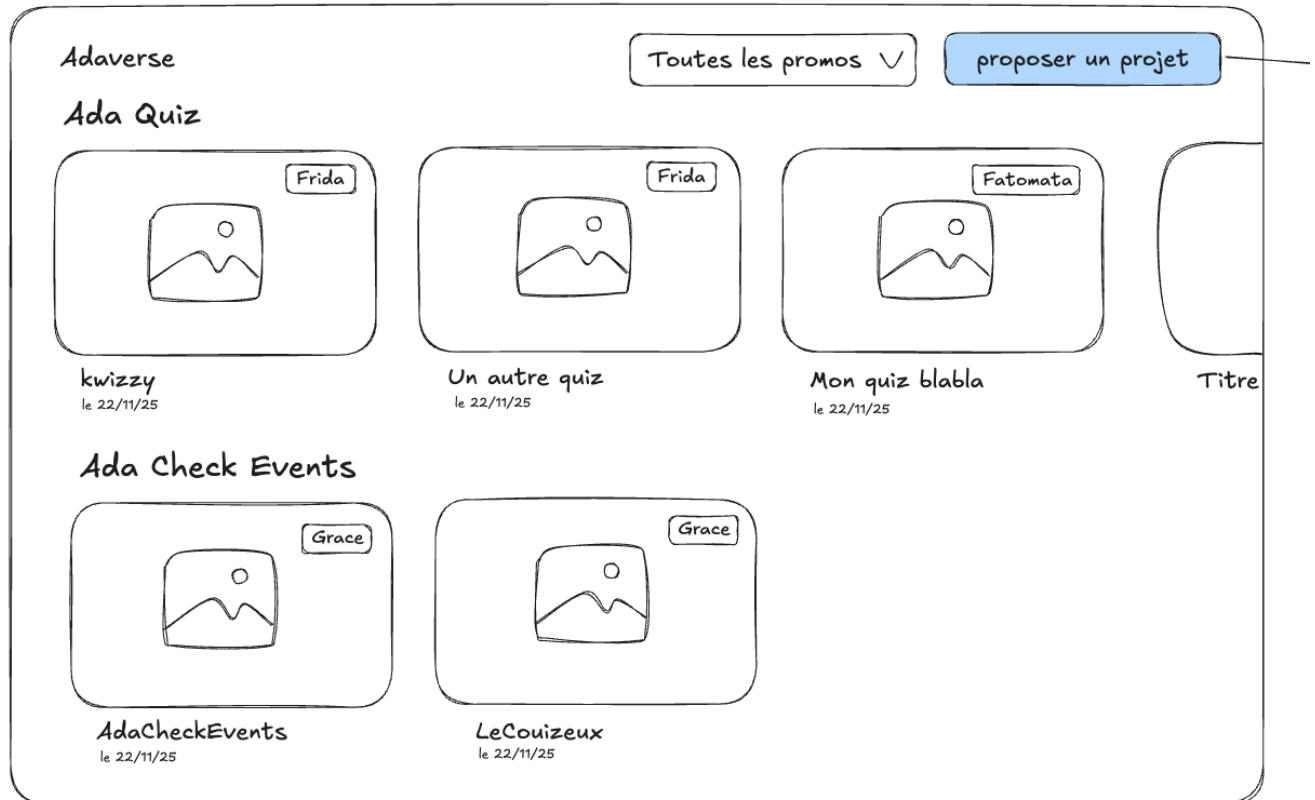 Adaverse
Toutes les promos
proposer un projet
Ada Quiz
Frida
Frida
Fatomata
kwizzy
Un autre quiz
Mon quiz blabla
Titre
le 22/11/25
le 22/11/25
le 22/11/25
Ada Check Events
Grace
Grace
AdaCheckEvents
LeCouizeux
le 22/11/25
le 22/11/25